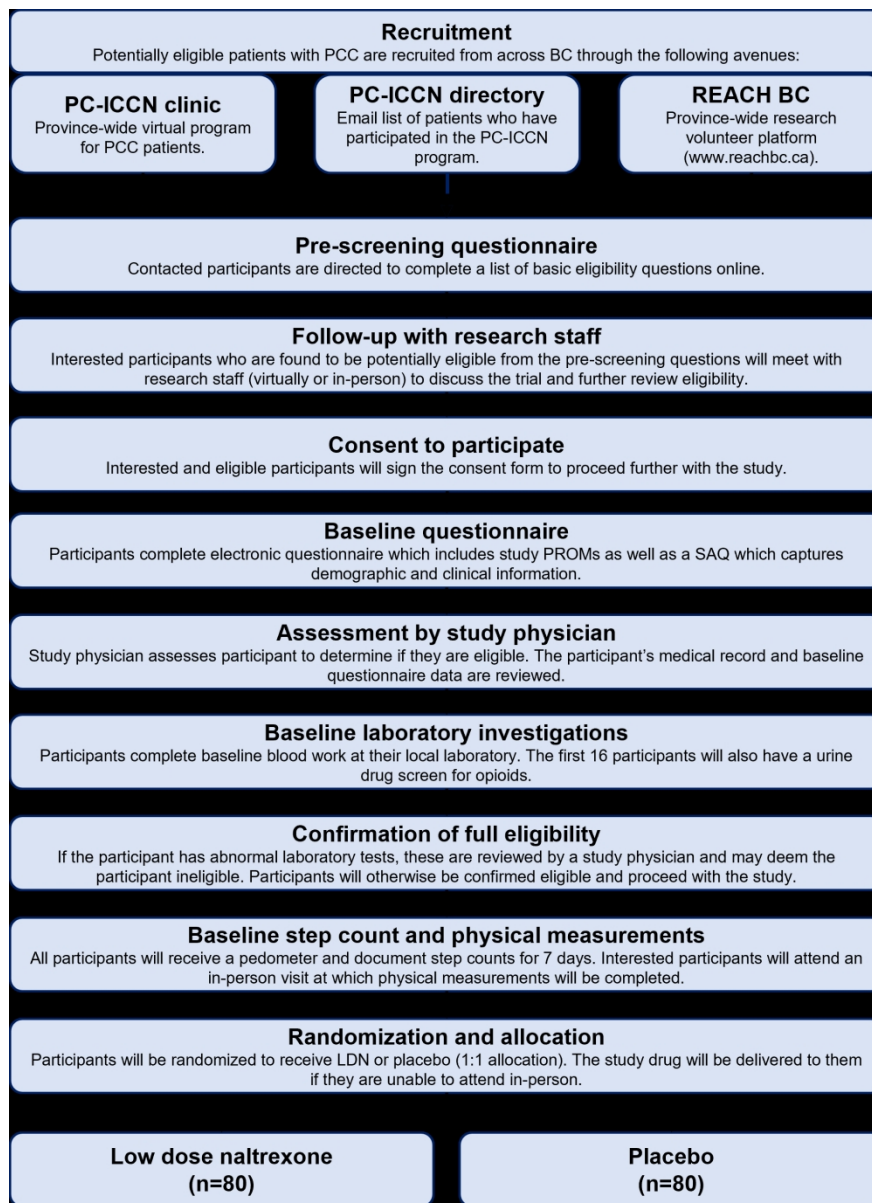 Recruitment
Potentially eligible patients with PCC are recruited from across BC through the following avenues:
PC-ICCN clinic
Province-wide virtual program
for PCC patients.
PC-ICCN directory
Email list of patients who have
participated in the PC-ICCN
program.
REACH BC
Province-wide research
volunteer platform
(www.reachbc.ca).
Pre-screening questionnaire
Contacted participants are directed to complete a list of basic eligibility questions online.
Follow-up with research staff
Interested participants who are found to be potentially eligible from the pre-screening questions will meet with
research staff (virtually or in-person) to discuss the trial and further review eligibility.
Consent to participate
Interested and eligible participants will sign the consent form to proceed further with the study.
Baseline questionnaire
Participants complete electronic questionnaire which includes study PROMs as well as a SAQ which captures
demographic and clinical information.
Assessment by study physician
Study physician assesses participant to determine if they are eligible. The participant's medical record and baseline
questionnaire data are reviewed.
Baseline laboratory investigations
Participants complete baseline blood work at their local laboratory. The first 16 participants will also have a urine
drug screen for opioids.
Confirmation of full eligibility
If the participant has abnormal laboratory tests, these are reviewed by a study physician and may deem the
participant ineligible. Participants will otherwise be confirmed eligible and proceed with the study.
Baseline step count and physical measurements
All participants will receive a pedometer and document step counts for 7 days. Interested participants will attend an
in-person visit at which physical measurements will be completed.
Randomization and allocation
Participants will be randomized to receive LDN or placebo (1:1 allocation). The study drug will be delivered to them
if they are unable to attend in-person.
Low dose naltrexone
(n=80)
Placebo
(n=80)